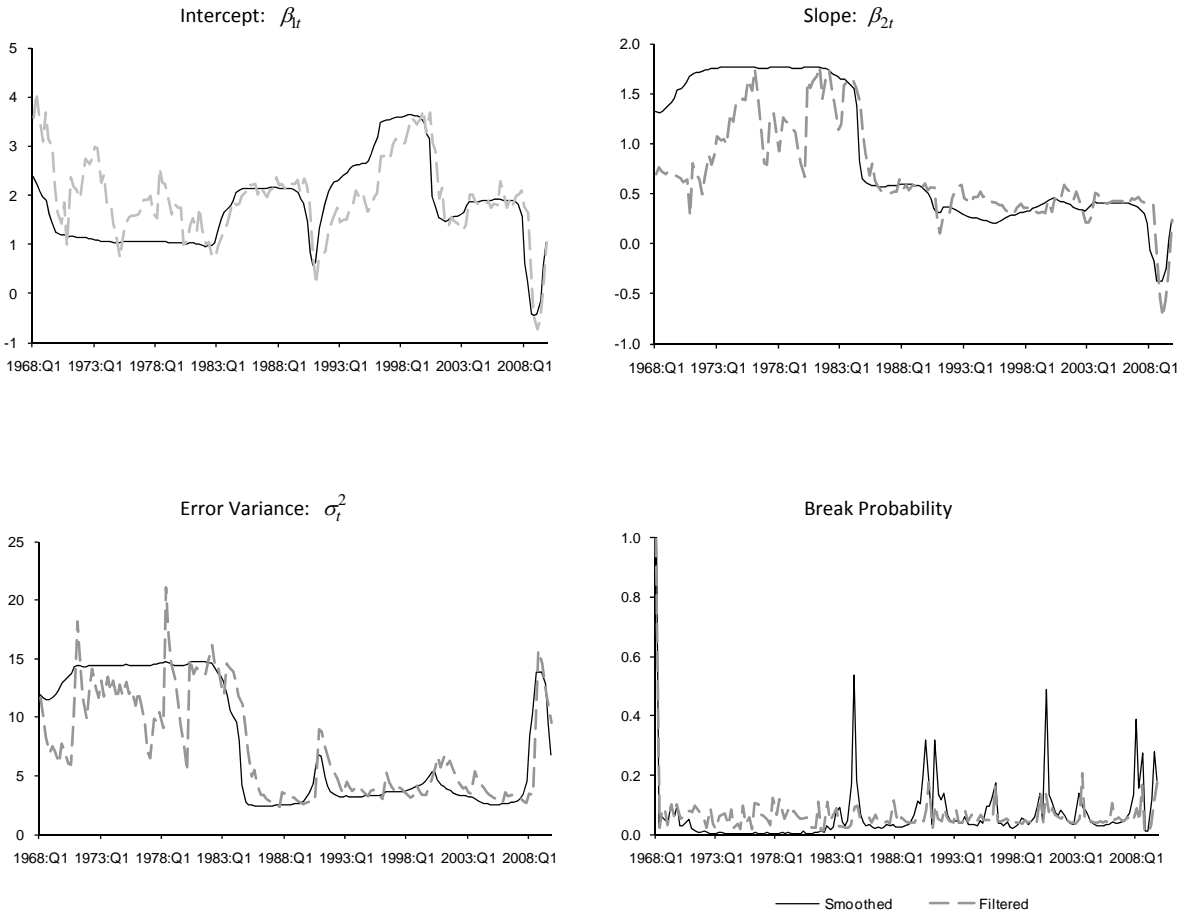 Intercept: β1t
5
4
3
2
1
0
-1
1968:Q1 1973:Q1 1978:Q1 1983:Q1 1988:Q1 1993:Q1 1998:Q1 2003:Q1 2008:Q1
Slope: β2t
2.0
1.5
1.0
0.5
0.0
-0.5
-1.0
1968:Q1 1973:Q1 1978:Q1 1983:Q1 1988:Q1 1993:Q1 1998:Q1 2003:Q1 2008:Q1
Error Variance: σ²t
25
20
15
10
5
0
1968:Q1 1973:Q1 1978:Q1 1983:Q1 1988:Q1 1993:Q1 1998:Q1 2003:Q1 2008:Q1
Break Probability
1.0
0.8
0.6
0.4
0.2
0.0
1968:Q1 1973:Q1 1978:Q1 1983:Q1 1988:Q1 1993:Q1 1998:Q1 2003:Q1 2008:Q1
Smoothed Filtered